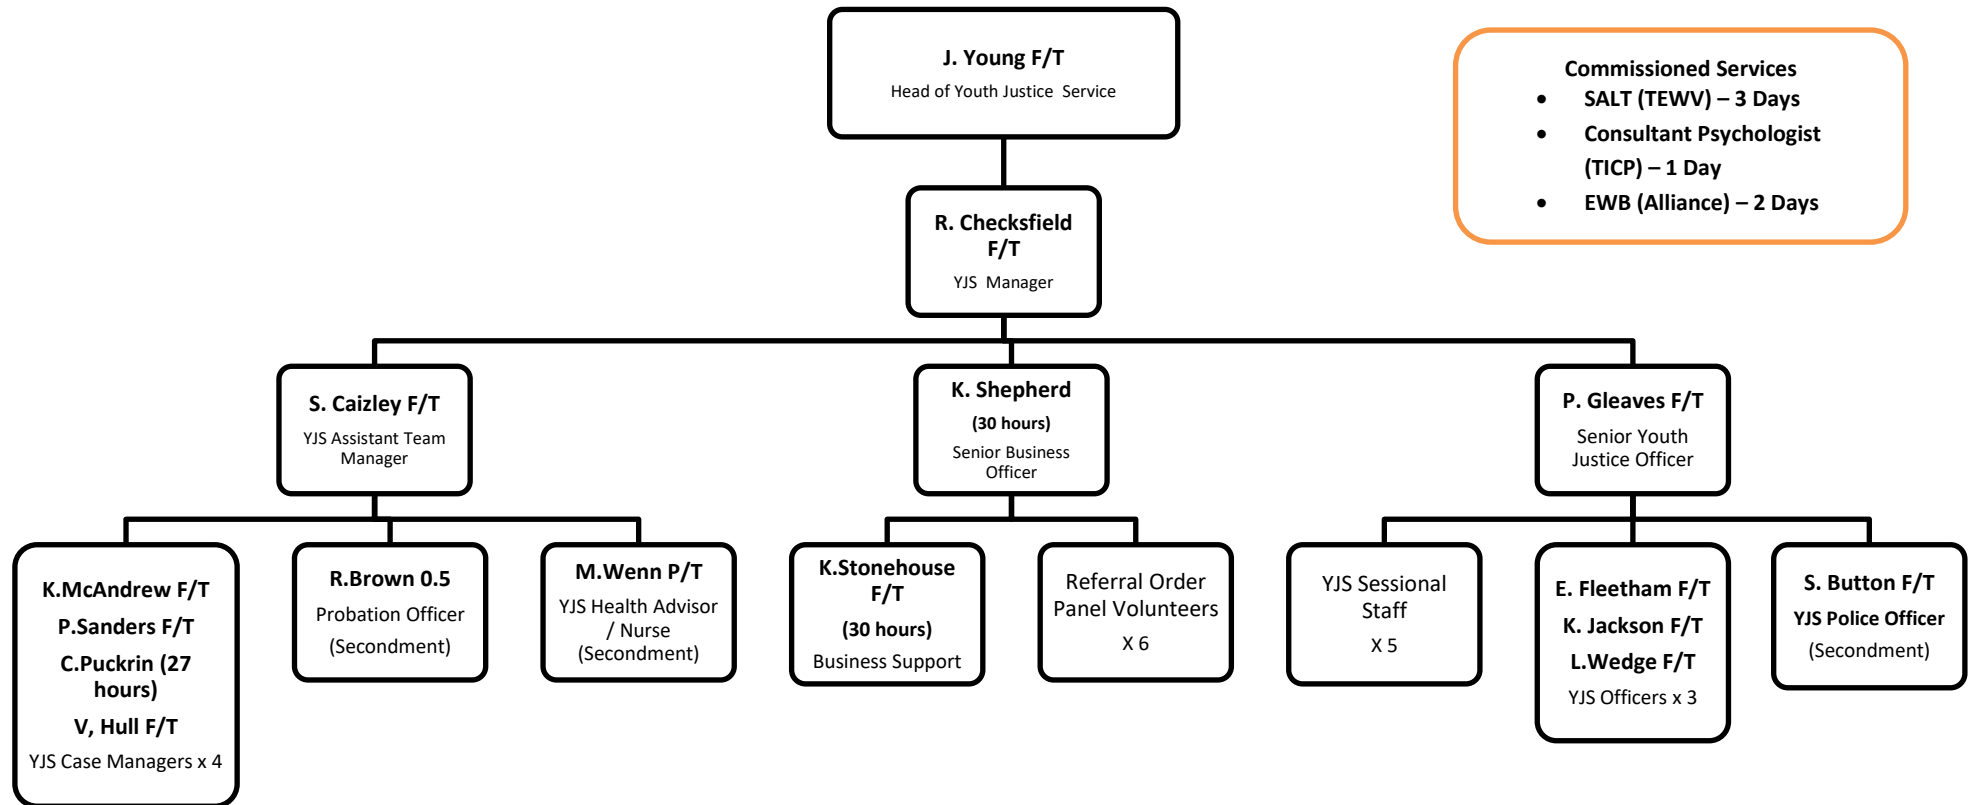 J. Young F/T
Head of Youth Justice Service
Commissioned Services
• SALT (TEWV) – 3 Days
• Consultant Psychologist
(TICP) – 1 Day
• EWB (Alliance) – 2 Days
R. Checksfield
F/T
YJS Manager
S. Caizley F/T
YJS Assistant Team
Manager
K. Shepherd
(30 hours)
Senior Business
Officer
P. Gleaves F/T
Senior Youth
Justice Officer
K.McAndrew F/T
P.Sanders F/T
C.Puckrin (27
hours)
V, Hull F/T
YJS Case Managers x 4
R.Brown 0.5
Probation Officer
(Secondment)
M.Wenn P/T
YJS Health Advisor
/ Nurse
(Secondment)
K.Stonehouse
F/T
(30 hours)
Business Support
Referral Order
Panel Volunteers
X 6
YJS Sessional
Staff
X 5
E. Fleetham F/T
K. Jackson F/T
L.Wedge F/T
YJS Officers x 3
S. Button F/T
YJS Police Officer
(Secondment)